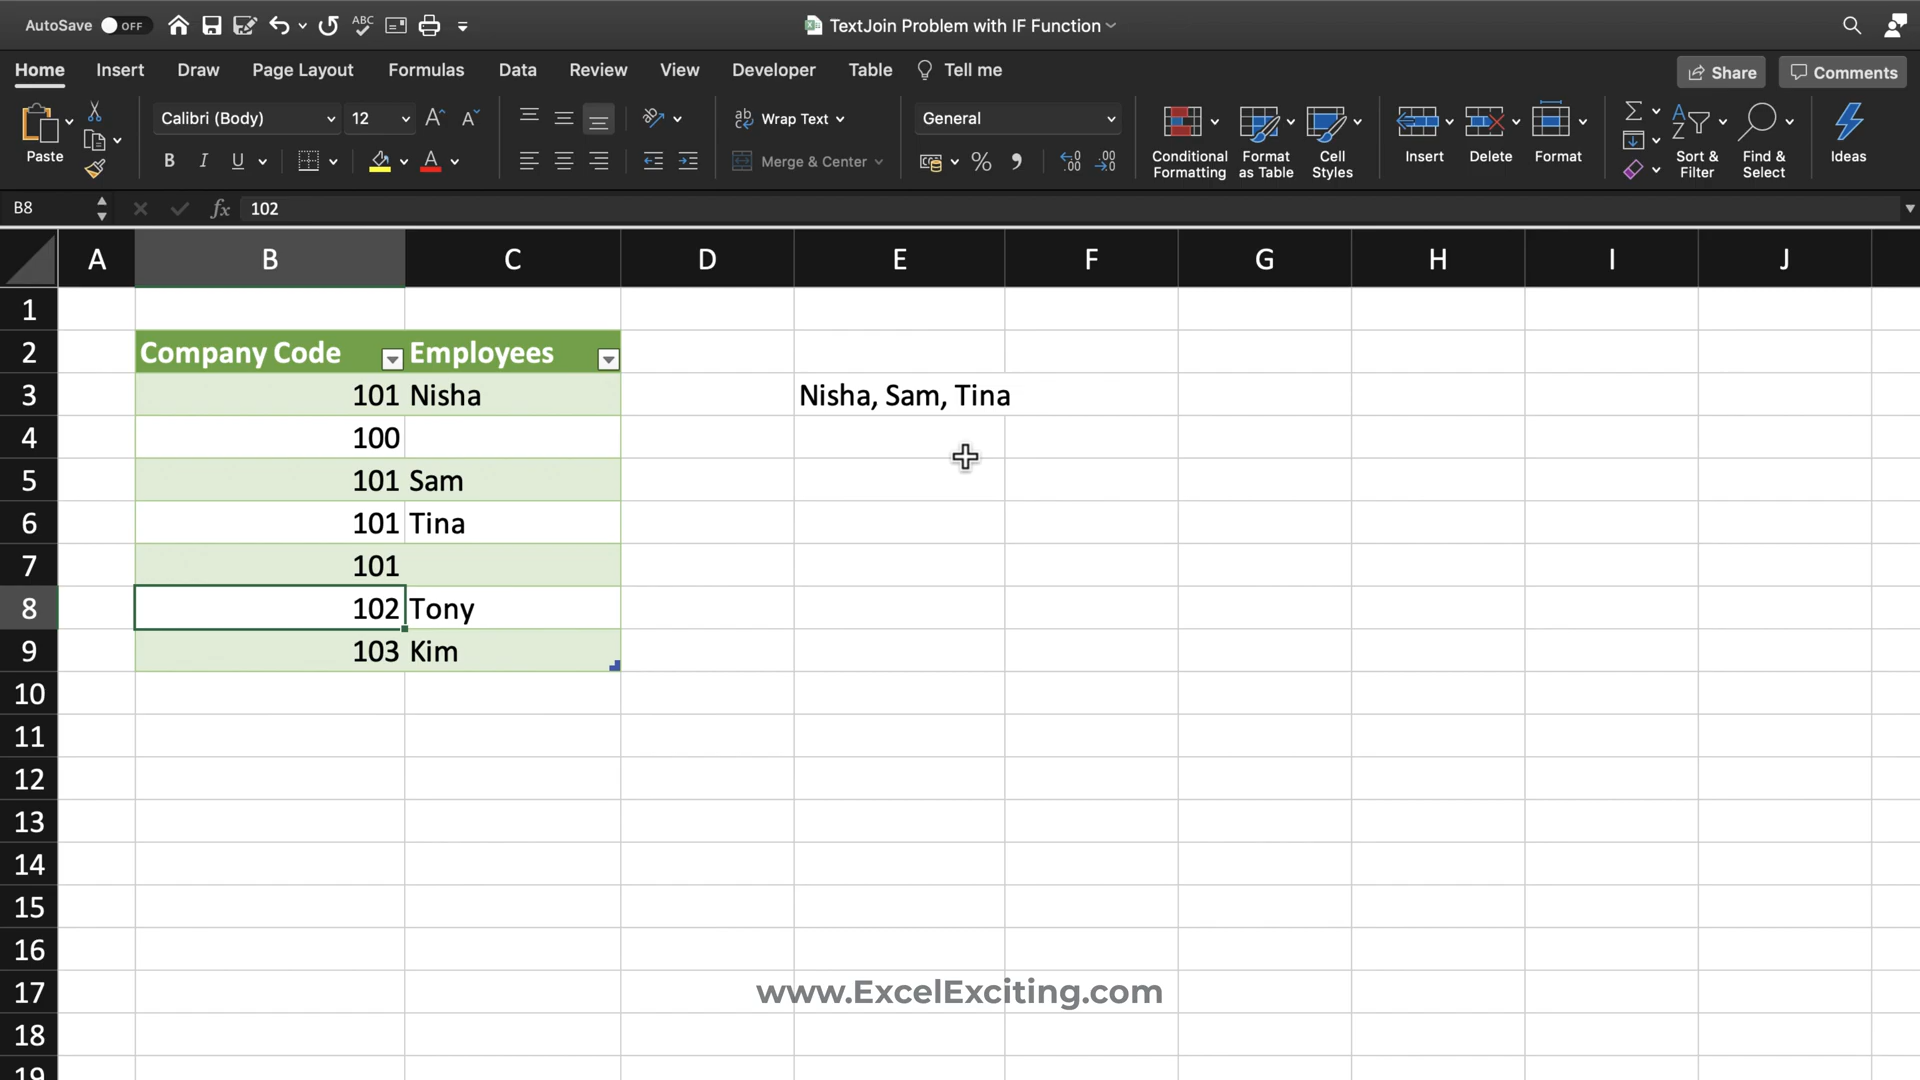 AutoSave OFF ABC TextJoin Problem with IF Function
Home Insert Draw Page Layout Formulas Data Review View Developer Table Tell me Share Comments
Paste Calibri (Body) 12 A A Wrap Text General Conditional Formatting Format as Table Cell Styles Insert Delete Format Sort & Filter Find & Select Ideas
B I U A Merge & Center % .00 .00
B8 fx 102
A B C D E F G H I J
1
2 Company Code Employees
3 101 Nisha Nisha, Sam, Tina
4 100
5 101 Sam
6 101 Tina
7 101
8 102 Tony
9 103 Kim
10
11
12
13
14
15
16
17 www.ExcelExciting.com
18
19